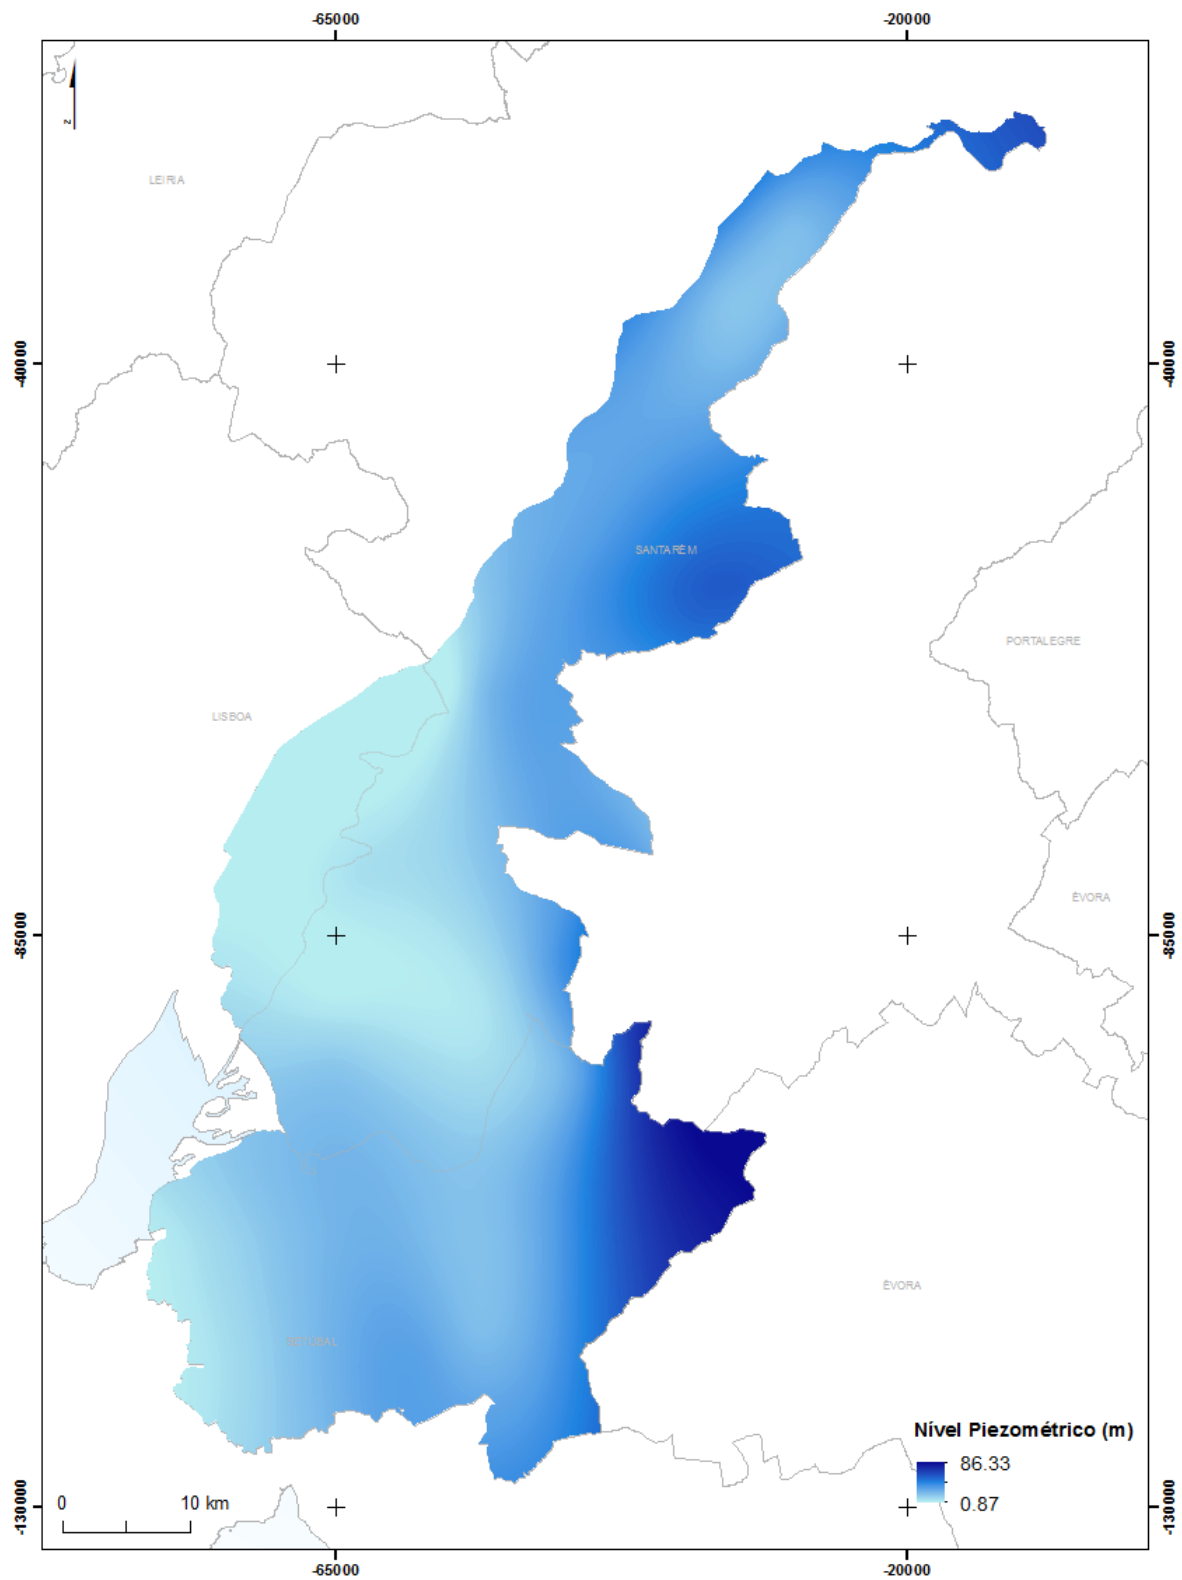 -65000
-20000
z
LEIRIA
-40000
-40000
SANTARÉM
PORTALEGRE
LISBOA
ÉVORA
-85000
-85000
ÉVORA
SETÚBAL
Nível Piezométrico (m)
86.33
0.87
0
10 km
-130000
-130000
-65000
-20000